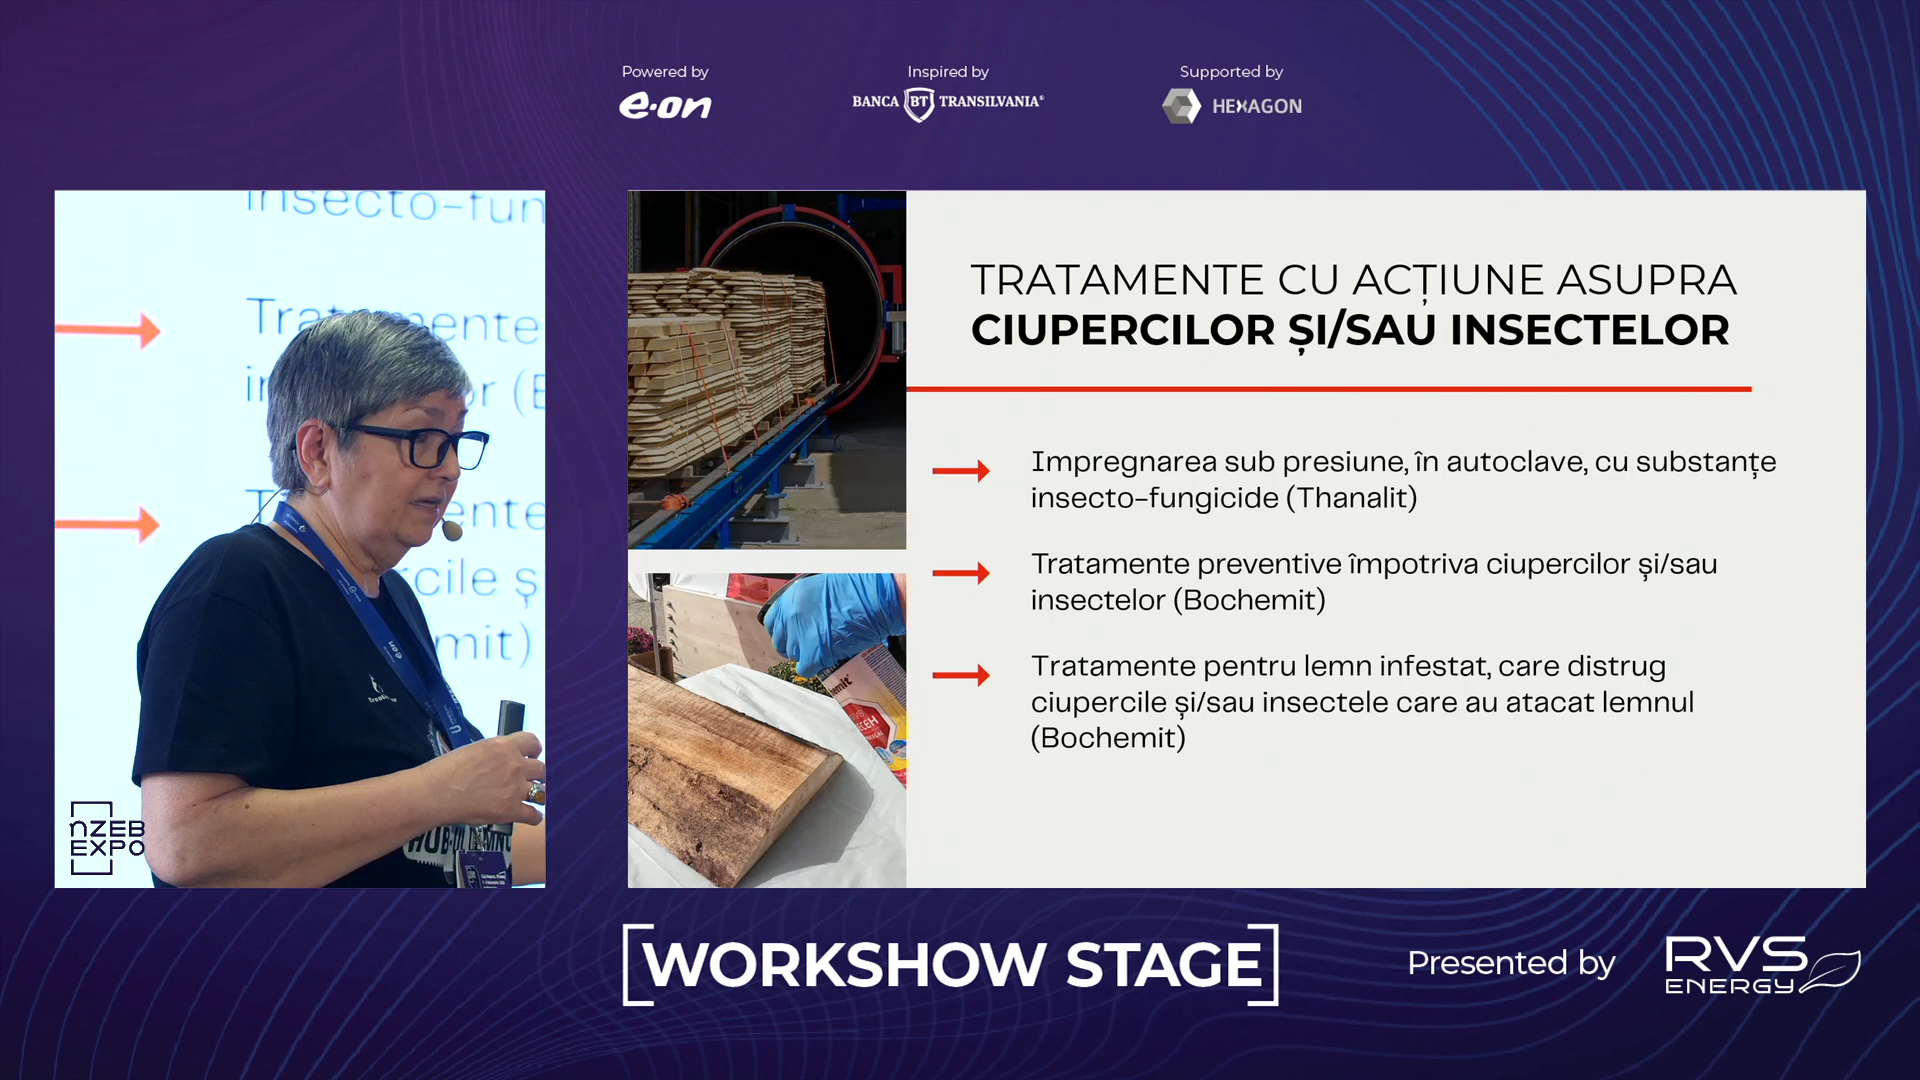 Powered by
e·on
Inspired by
BANCA BT TRANSILVANIA
Supported by
HEXAGON
insecto-fun
nZEB
EXPO
TRATAMENTE CU ACȚIUNE ASUPRA
CIUPERCILOR ȘI/SAU INSECTELOR
Impregnarea sub presiune, în autoclave, cu substanțe
insecto-fungicide (Thanalit)
Tratamente preventive împotriva ciupercilor și/sau
insectelor (Bochemit)
Tratamente pentru lemn infestat, care distrug
ciupercile și/sau insectele care au atacat lemnul
(Bochemit)
[WORKSHOW STAGE]
Presented by
RVS
ENERGY